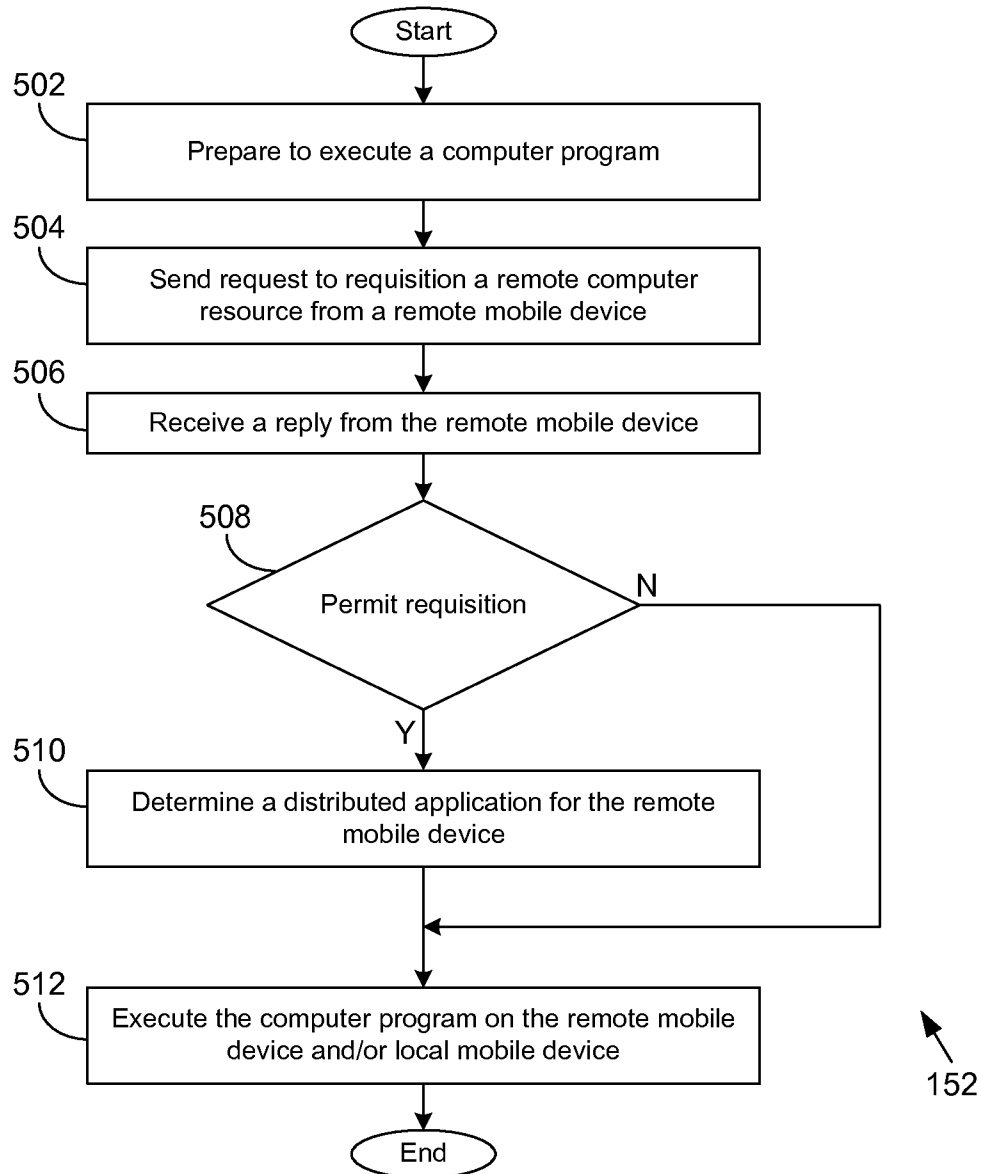 Start
502
Prepare to execute a computer program
504
Send request to requisition a remote computer
resource from a remote mobile device
506
Receive a reply from the remote mobile device
508
Permit requisition
N
Y
510
Determine a distributed application for the remote
mobile device
512
Execute the computer program on the remote mobile
device and/or local mobile device
152
End